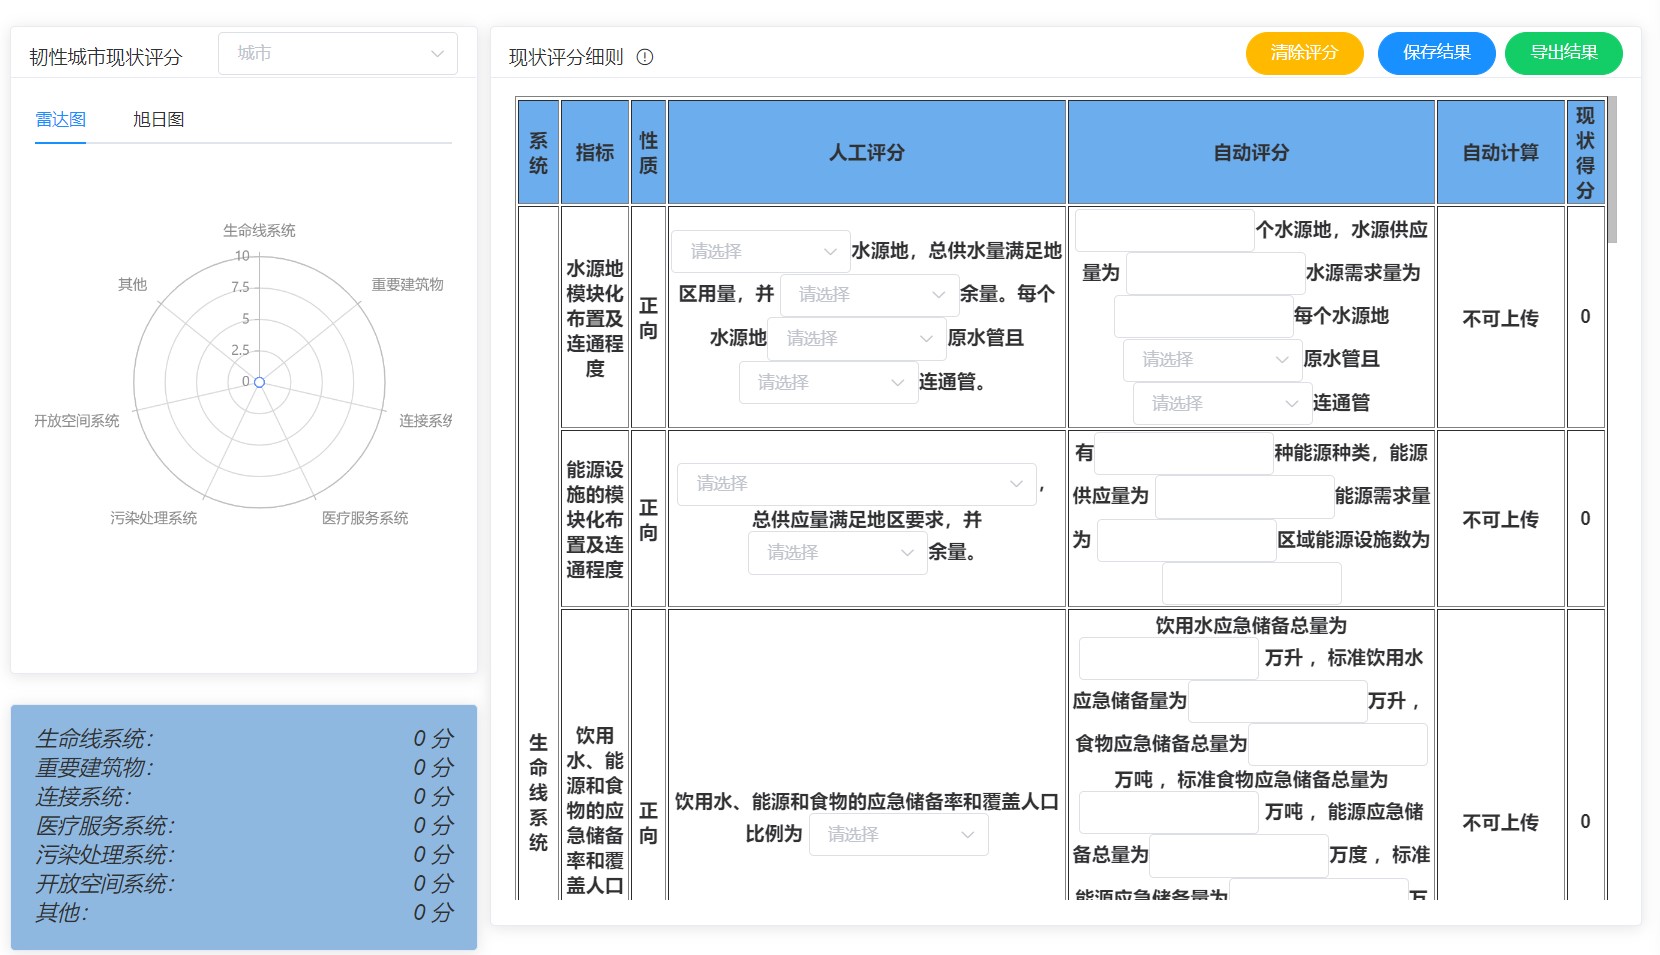 韧性城市现状评分
城市
雷达图
旭日图
生命线系统
重要建筑物
连接系统
医疗服务系统
污染处理系统
开放空间系统
其他
10
7.5
5
2.5
0
生命线系统： 0 分
重要建筑物： 0 分
连接系统： 0 分
医疗服务系统： 0 分
污染处理系统： 0 分
开放空间系统： 0 分
其他： 0 分
现状评分细则
清除评分
保存结果
导出结果
系统
指标
性质
人工评分
自动评分
自动计算
现状得分
生命线系统
水源地
模块化
布置及
连通程
度
正向
请选择 水源地，总供水量满足地
区用量，并 请选择 余量。每个
水源地 请选择 原水管且
请选择 连通管。
个水源地，水源供应
量为 水源需求量为
每个水源地
请选择 原水管且
请选择 连通管
不可上传
0
能源设
施的模
块化布
置及连
通程度
正向
请选择 ，
总供应量满足地区要求，并
请选择 余量。
有 种能源种类，能源
供应量为 能源需求量
为 区域能源设施数为
不可上传
0
饮用
水、能
源和食
物的应
急储备
率和覆
盖人口
正向
饮用水、能源和食物的应急储备率和覆盖人口
比例为 请选择
饮用水应急储备总量为
万升，标准饮用水
应急储备量为 万升，
食物应急储备总量为
万吨，标准食物应急储备总量为
万吨，能源应急储
备总量为 万度，标准
能源应急储备量为 万
不可上传
0